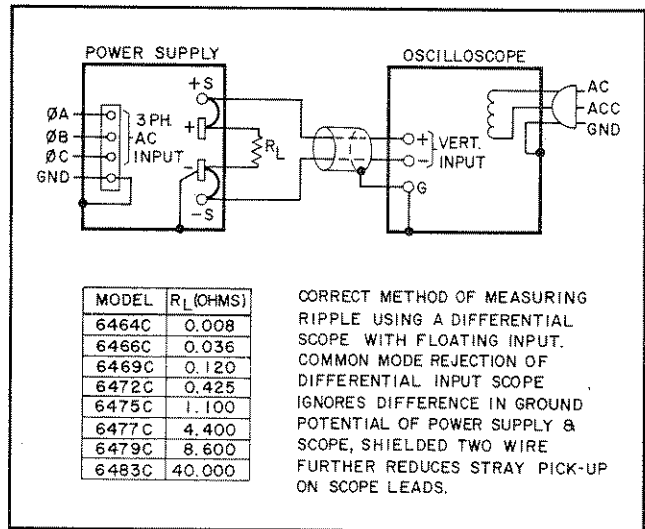 POWER SUPPLY
OSCILLOSCOPE
+S
ØA
ØB
ØC
GND
3 PH.
AC
INPUT
+
-
-S
RL
+
-
VERT.
INPUT
G
AC
ACC
GND
MODEL RL(OHMS)
6464C 0.008
6466C 0.036
6469C 0.120
6472C 0.425
6475C 1.100
6477C 4.400
6479C 8.600
6483C 40.000
CORRECT METHOD OF MEASURING
RIPPLE USING A DIFFERENTIAL
SCOPE WITH FLOATING INPUT.
COMMON MODE REJECTION OF
DIFFERENTIAL INPUT SCOPE
IGNORES DIFFERENCE IN GROUND
POTENTIAL OF POWER SUPPLY &
SCOPE, SHIELDED TWO WIRE
FURTHER REDUCES STRAY PICK-UP
ON SCOPE LEADS.